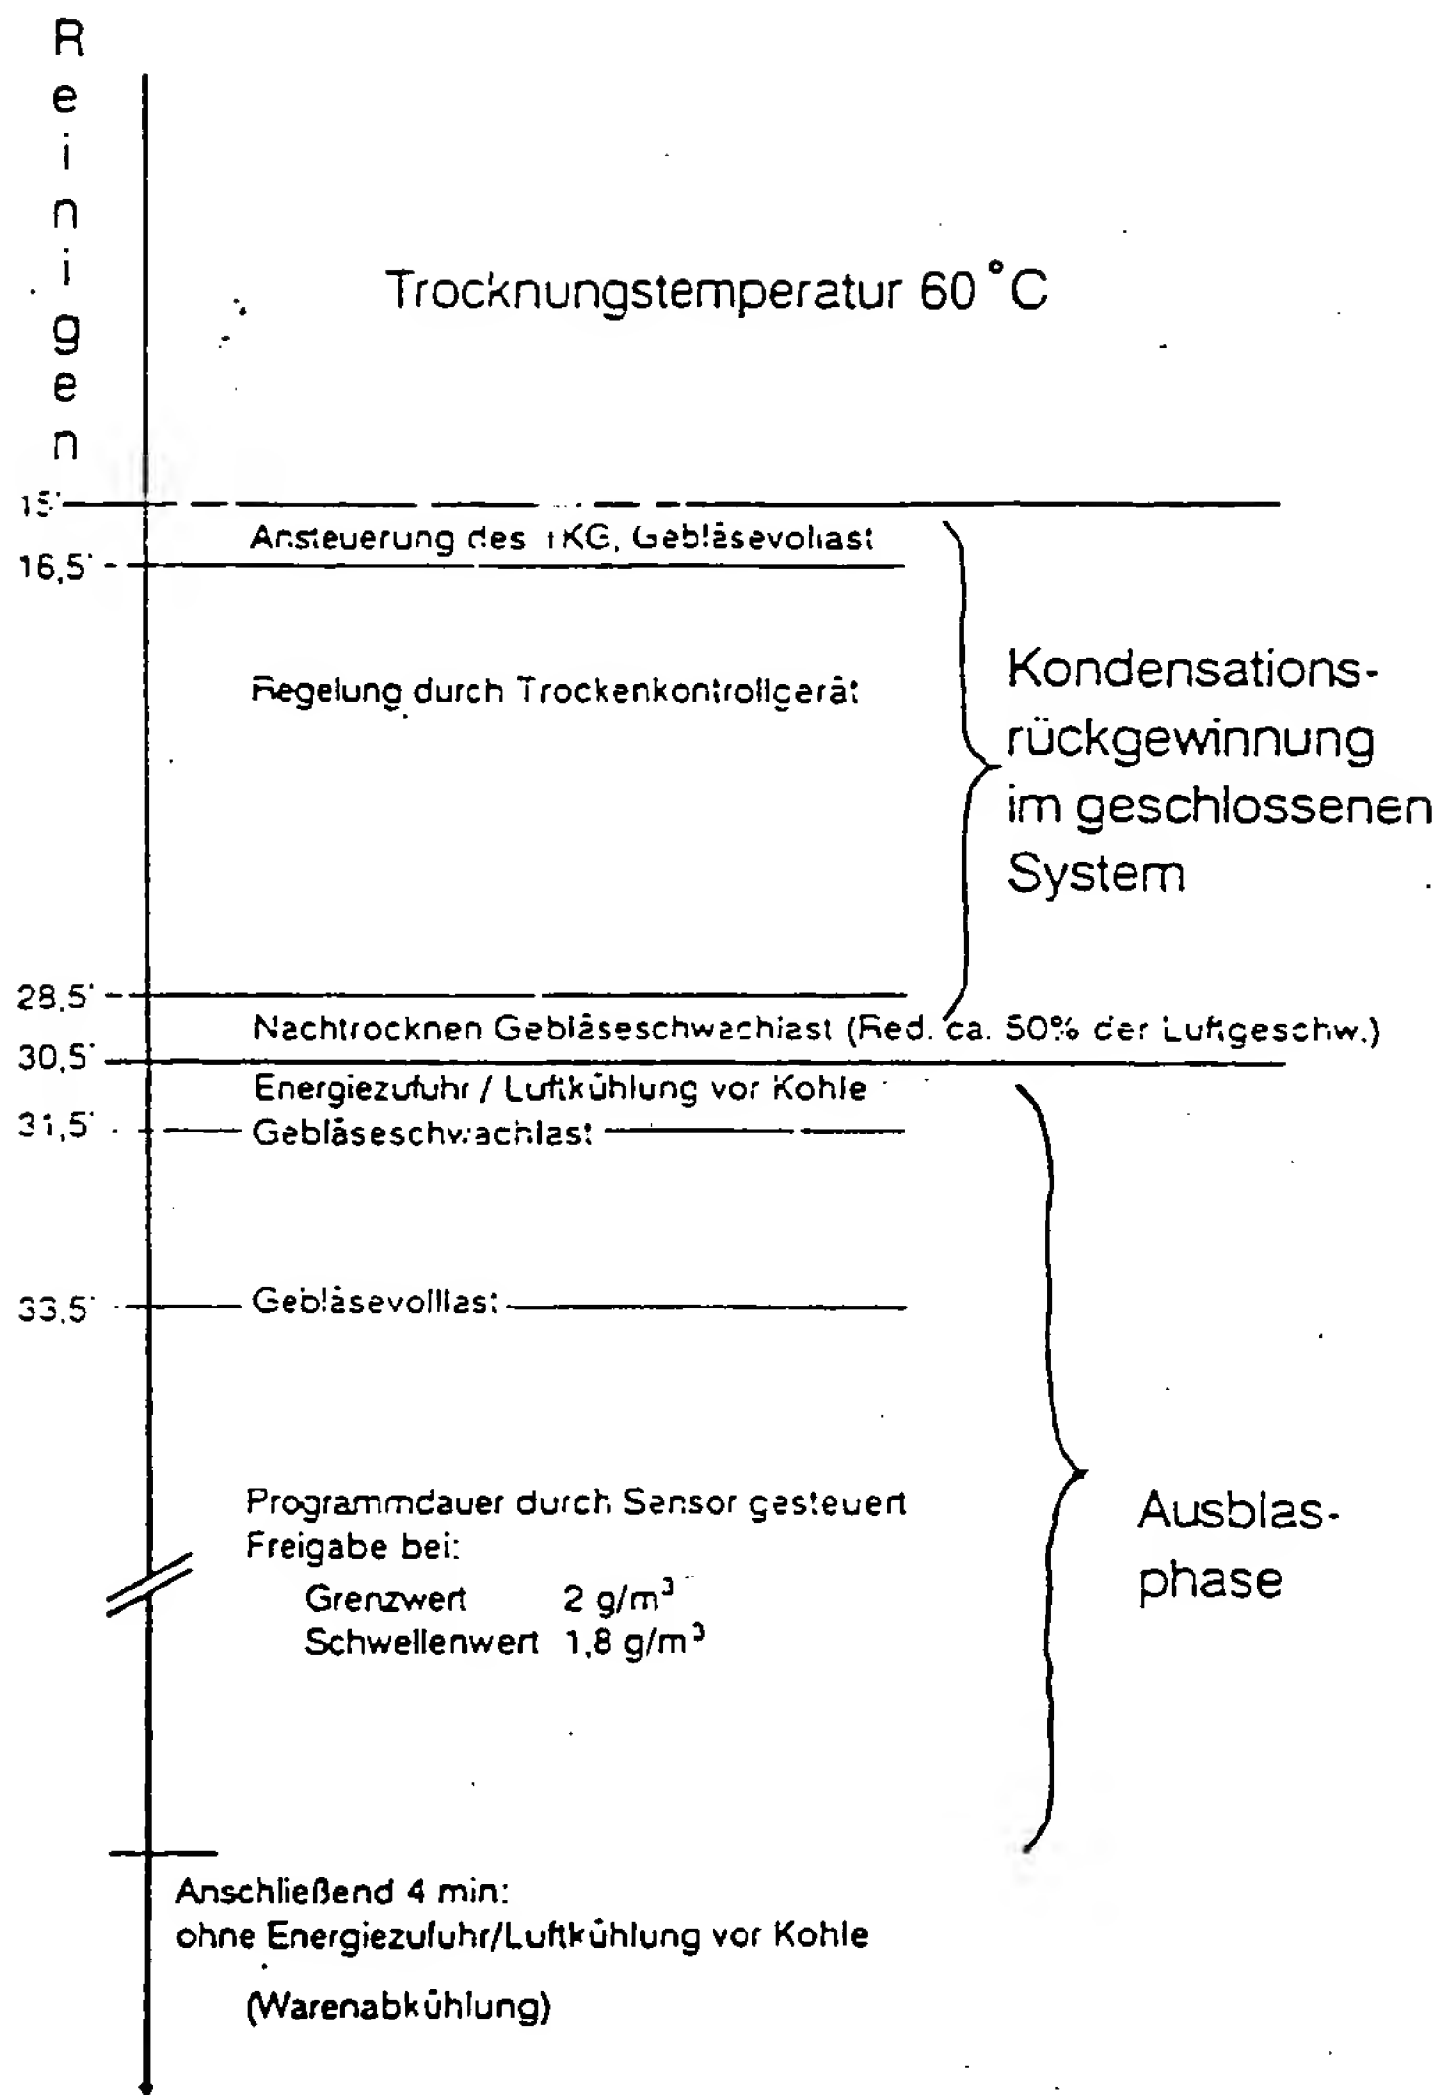 Reinigen
Trocknungstemperatur 60 °C
15'
Ansteuerung des TKG, Gebläsevollast
16,5'
Regelung durch Trockenkontrollgerät
Kondensations-
rückgewinnung
im geschlossenen
System
28,5'
Nachtrocknen Gebläseschwachlast (Red. ca. 50% der Luftgeschw.)
30,5'
Energiezufuhr / Luftkühlung vor Kohle
31,5' Gebläseschwachlast
33,5' Gebläsevolllast
Programmdauer durch Sensor gesteuert
Freigabe bei:
Grenzwert 2 g/m³
Schwellenwert 1,8 g/m³
Ausblas-
phase
Anschließend 4 min:
ohne Energiezufuhr/Luftkühlung vor Kohle
(Warenabkühlung)